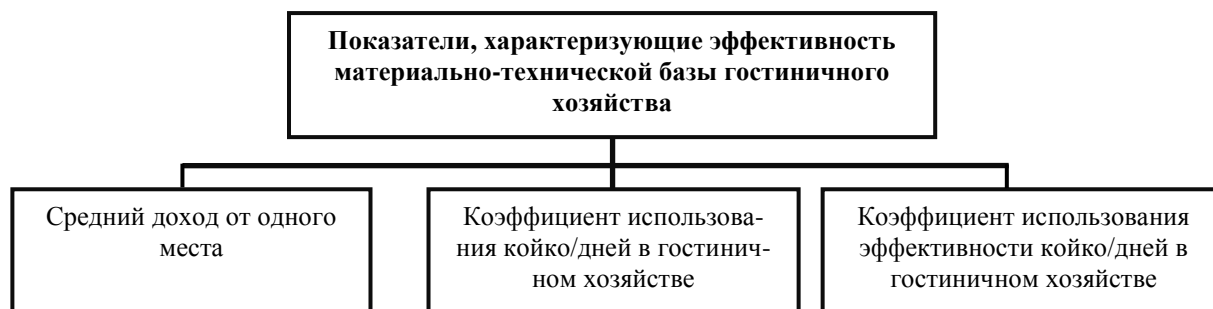 Показатели, характеризующие эффективность
материально-технической базы гостиничного
хозяйства
Средний доход от одного
места
Коэффициент использова-
ния койко/дней в гостинич-
ном хозяйстве
Коэффициент использования
эффективности койко/дней в
гостиничном хозяйстве